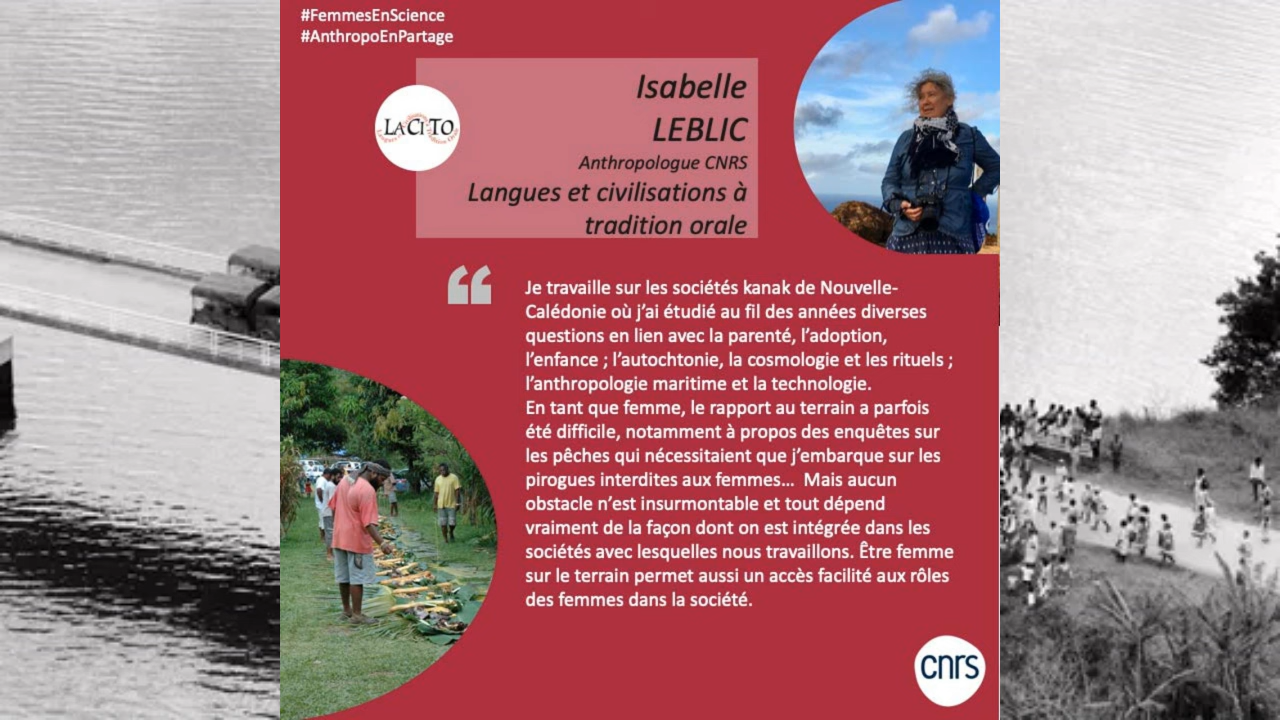 #FemmesEnScience
#AnthropoEnPartage
LACITO
Isabelle
LEBLIC
Anthropologue CNRS
Langues et civilisations à
tradition orale
Je travaille sur les sociétés kanak de Nouvelle-
Calédonie où j’ai étudié au fil des années diverses
questions en lien avec la parenté, l’adoption,
l’enfance ; l’autochtonie, la cosmologie et les rituels ;
l’anthropologie maritime et la technologie.
En tant que femme, le rapport au terrain a parfois
été difficile, notamment à propos des enquêtes sur
les pêches qui nécessitaient que j’embarque sur les
pirogues interdites aux femmes… Mais aucun
obstacle n’est insurmontable et tout dépend
vraiment de la façon dont on est intégrée dans les
sociétés avec lesquelles nous travaillons. Être femme
sur le terrain permet aussi un accès facilité aux rôles
des femmes dans la société.
cnrs